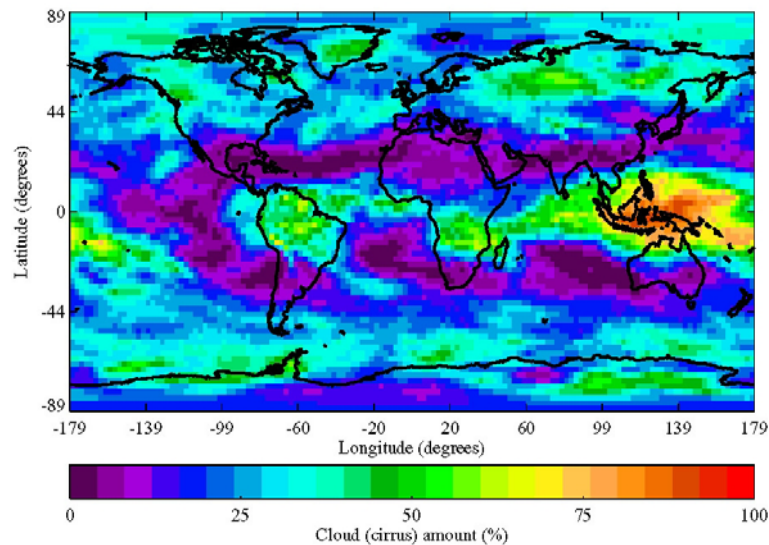 89
44
0
-44
-89
Latitude (degrees)
-179 -139 -99 -60 -20 20 60 99 139 179
Longitude (degrees)
0 25 50 75 100
Cloud (cirrus) amount (%)